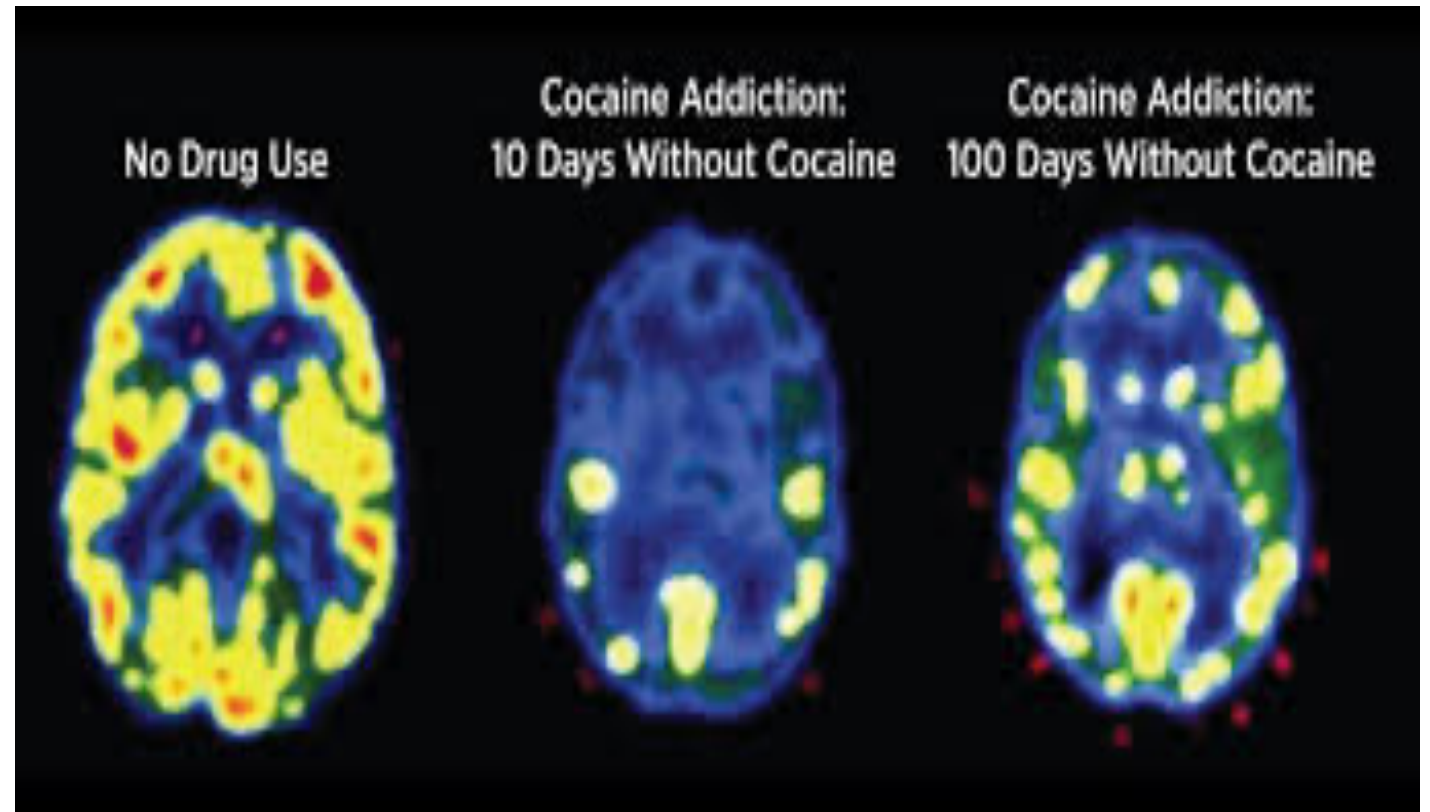 No Drug Use
Cocaine Addiction:
10 Days Without Cocaine
Cocaine Addiction:
100 Days Without Cocaine